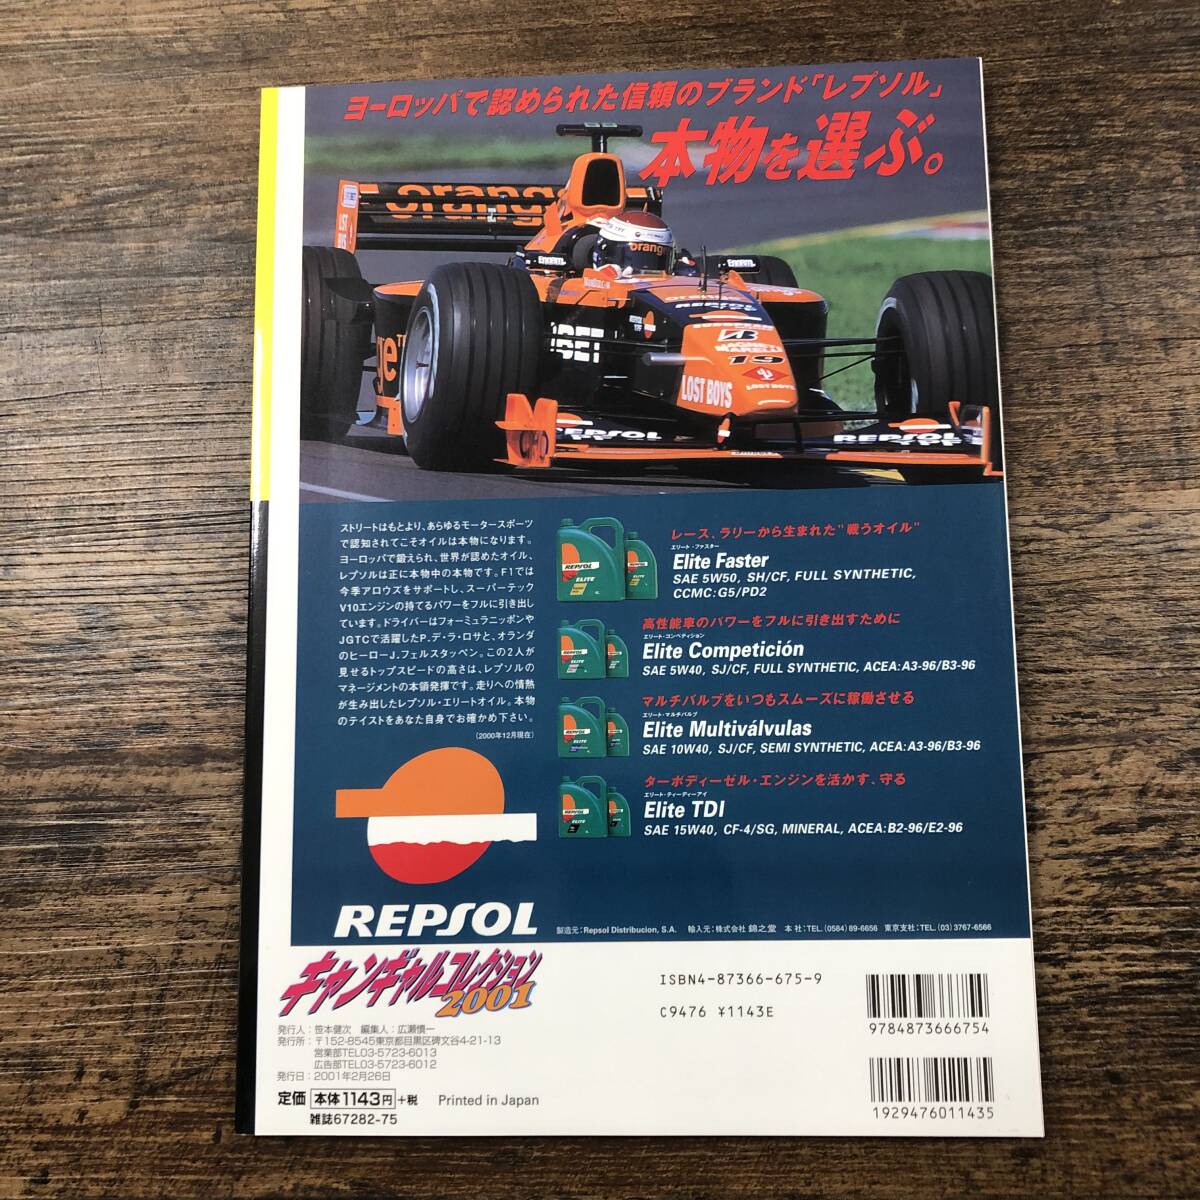 ヨーロッパで認められた信頼のブランド「レプソル」
本物を選ぶ。
orange
orange
REPSOL
EUROPEAN
MAGNETI
MARELLI
19
LOST BOYS
LOST BOYS
REPSOL
REPSOL
ストリートはもとより、あらゆるモータースポーツ
で認知されてこそオイルは本物になります。
ヨーロッパで鍛えられ、世界が認めたオイル、
レプソルは正に本物中の本物です。F1では
今季アロウズをサポートし、スーパーテック
V10エンジンの持てるパワーをフルに引き出し
ています。ドライバーはフォーミュラニッポンや
JGTCで活躍したP.デ・ラ・ロサと、オランダ
のヒーローJ.フェルスタッペン。この2人が
見せるトップスピードの高さは、レプソルの
マネージメントの本領発揮です。走りへの情熱
が生み出したレプソル・エリートオイル。本物
のテイストをあなた自身でお確かめ下さい。
(2000年12月現在)
REPSOL
レース、ラリーから生まれた"戦うオイル"
エリート・ファスター
Elite Faster
SAE 5W50, SH/CF, FULL SYNTHETIC,
CCMC:G5/PD2
高性能車のパワーをフルに引き出すために
エリート・コンペティション
Elite Competición
SAE 5W40, SJ/CF, FULL SYNTHETIC, ACEA:A3-96/B3-96
マルチバルブをいつもスムーズに稼働させる
エリート・マルチバルブ
Elite Multiválvulas
SAE 10W40, SJ/CF, SEMI SYNTHETIC, ACEA:A3-96/B3-96
ターボディーゼル・エンジンを活かす、守る
エリート・ティーディーアイ
Elite TDI
SAE 15W40, CF-4/SG, MINERAL, ACEA:B2-96/E2-96
製造元:Repsol Distribucion, S.A. 輸入元:株式会社 錦之堂 本社:TEL.(0584)89-6656 東京支社:TEL.(03)3767-6566
キャンギャルコレクション
2001
発行人:笹本健次 編集人:広瀬慎一
発行所:〒152-8545東京都目黒区碑文谷4-21-13
営業部TEL03-5723-6013
広告部TEL03-5723-6012
発行日:2001年2月26日
定価 本体1143円+税 Printed in Japan
雑誌67282-75
ISBN4-87366-675-9
C9476 ¥1143E
9784873666754
1929476011435